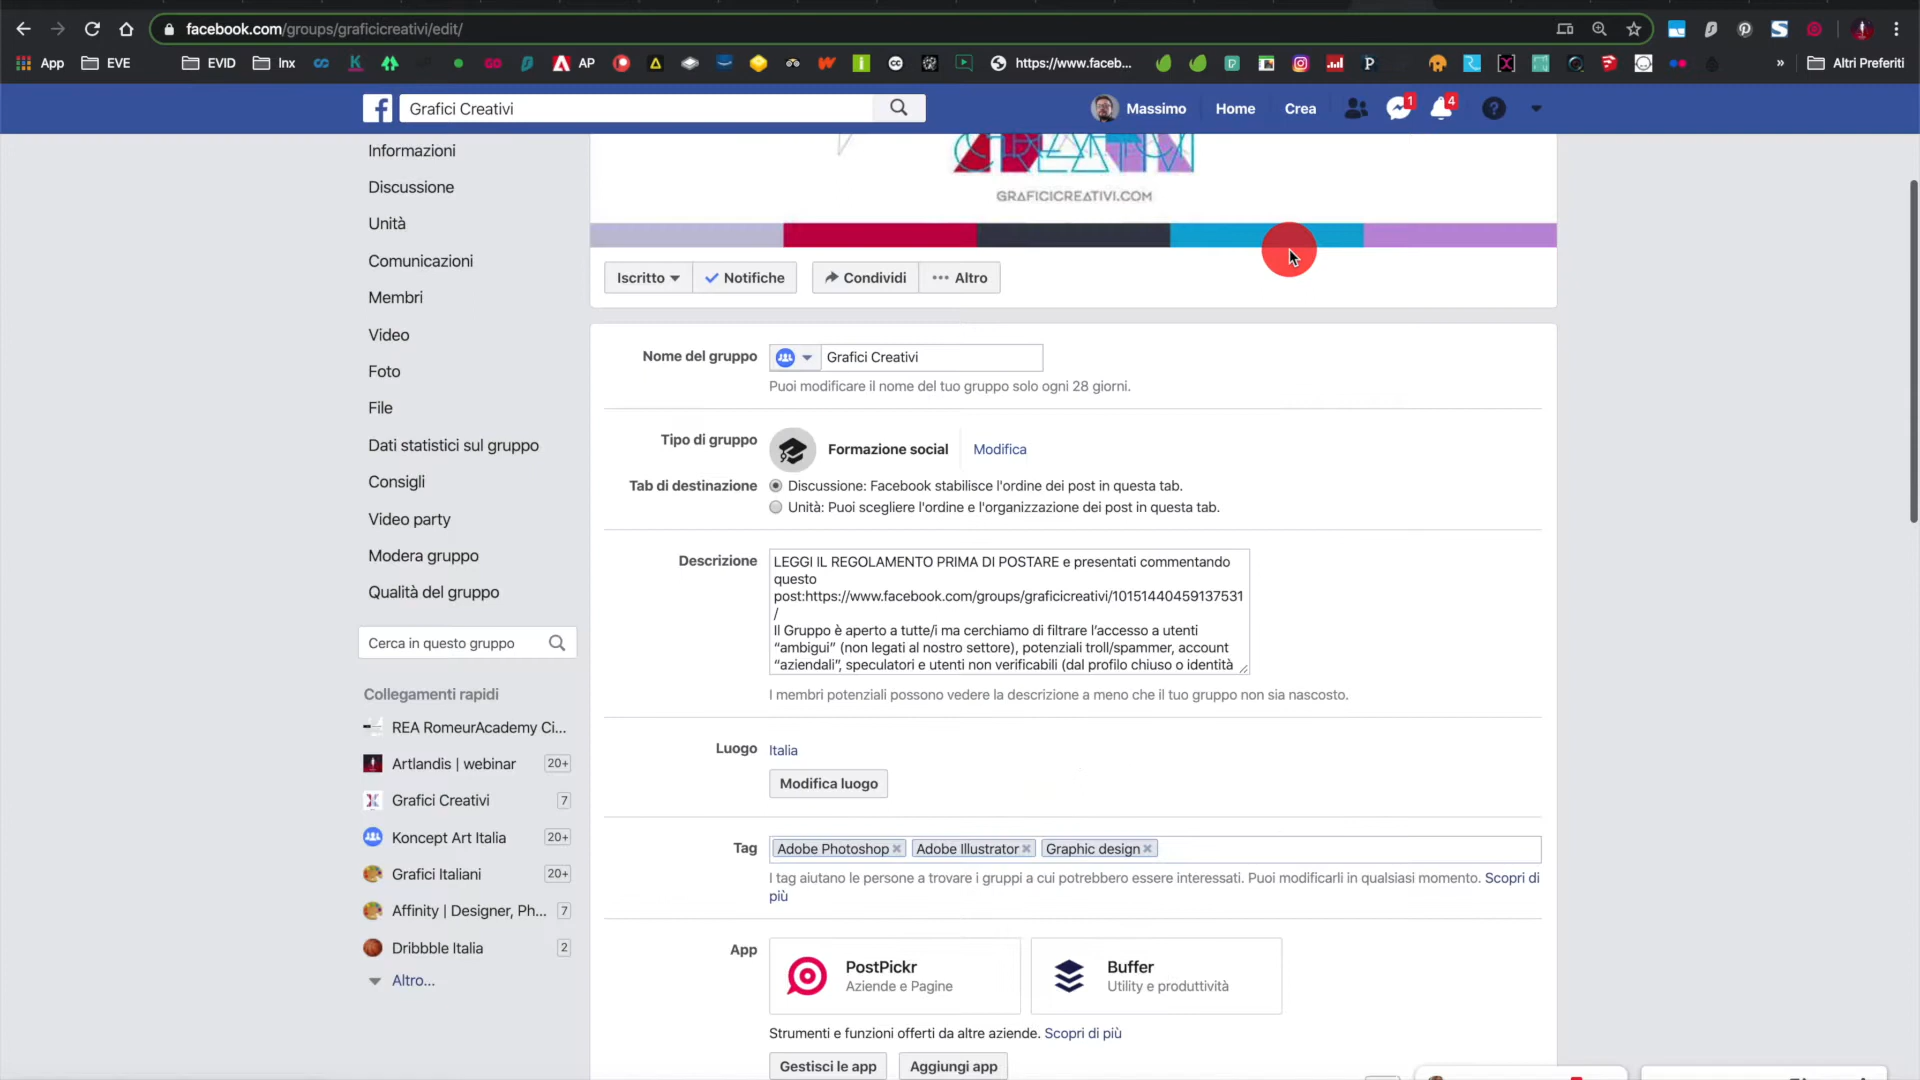 facebook.com/groups/graficicreativi/edit/
App
EVE
EVID
Inx
AP
https://www.faceb...
»
Altri Preferiti
Grafici Creativi
Massimo
Home
Crea
1
4
Informazioni
Discussione
Unità
Comunicazioni
Membri
Video
Foto
File
Dati statistici sul gruppo
Consigli
Video party
Modera gruppo
Qualità del gruppo
Cerca in questo gruppo
Collegamenti rapidi
REA RomeurAcademy Ci...
Artlandis | webinar 20+
Grafici Creativi 7
Koncept Art Italia 20+
Grafici Italiani 20+
Affinity | Designer, Ph... 7
Dribbble Italia 2
Altro...
CREATIVI
GRAFICICREATIVI.COM
Iscritto
Notifiche
Condividi
Altro
Nome del gruppo
Grafici Creativi
Puoi modificare il nome del tuo gruppo solo ogni 28 giorni.
Tipo di gruppo
Formazione social
Modifica
Tab di destinazione
Discussione: Facebook stabilisce l'ordine dei post in questa tab.
Unità: Puoi scegliere l'ordine e l'organizzazione dei post in questa tab.
Descrizione
LEGGI IL REGOLAMENTO PRIMA DI POSTARE e presentati commentando
questo
post:https://www.facebook.com/groups/graficicreativi/10151440459137531
/
Il Gruppo è aperto a tutte/i ma cerchiamo di filtrare l’accesso a utenti
“ambigui” (non legati al nostro settore), potenziali troll/spammer, account
“aziendali”, speculatori e utenti non verificabili (dal profilo chiuso o identità
I membri potenziali possono vedere la descrizione a meno che il tuo gruppo non sia nascosto.
Luogo
Italia
Modifica luogo
Tag
Adobe Photoshop
Adobe Illustrator
Graphic design
I tag aiutano le persone a trovare i gruppi a cui potrebbero essere interessati. Puoi modificarli in qualsiasi momento. Scopri di
più
App
PostPickr
Aziende e Pagine
Buffer
Utility e produttività
Strumenti e funzioni offerti da altre aziende. Scopri di più
Gestisci le app
Aggiungi app